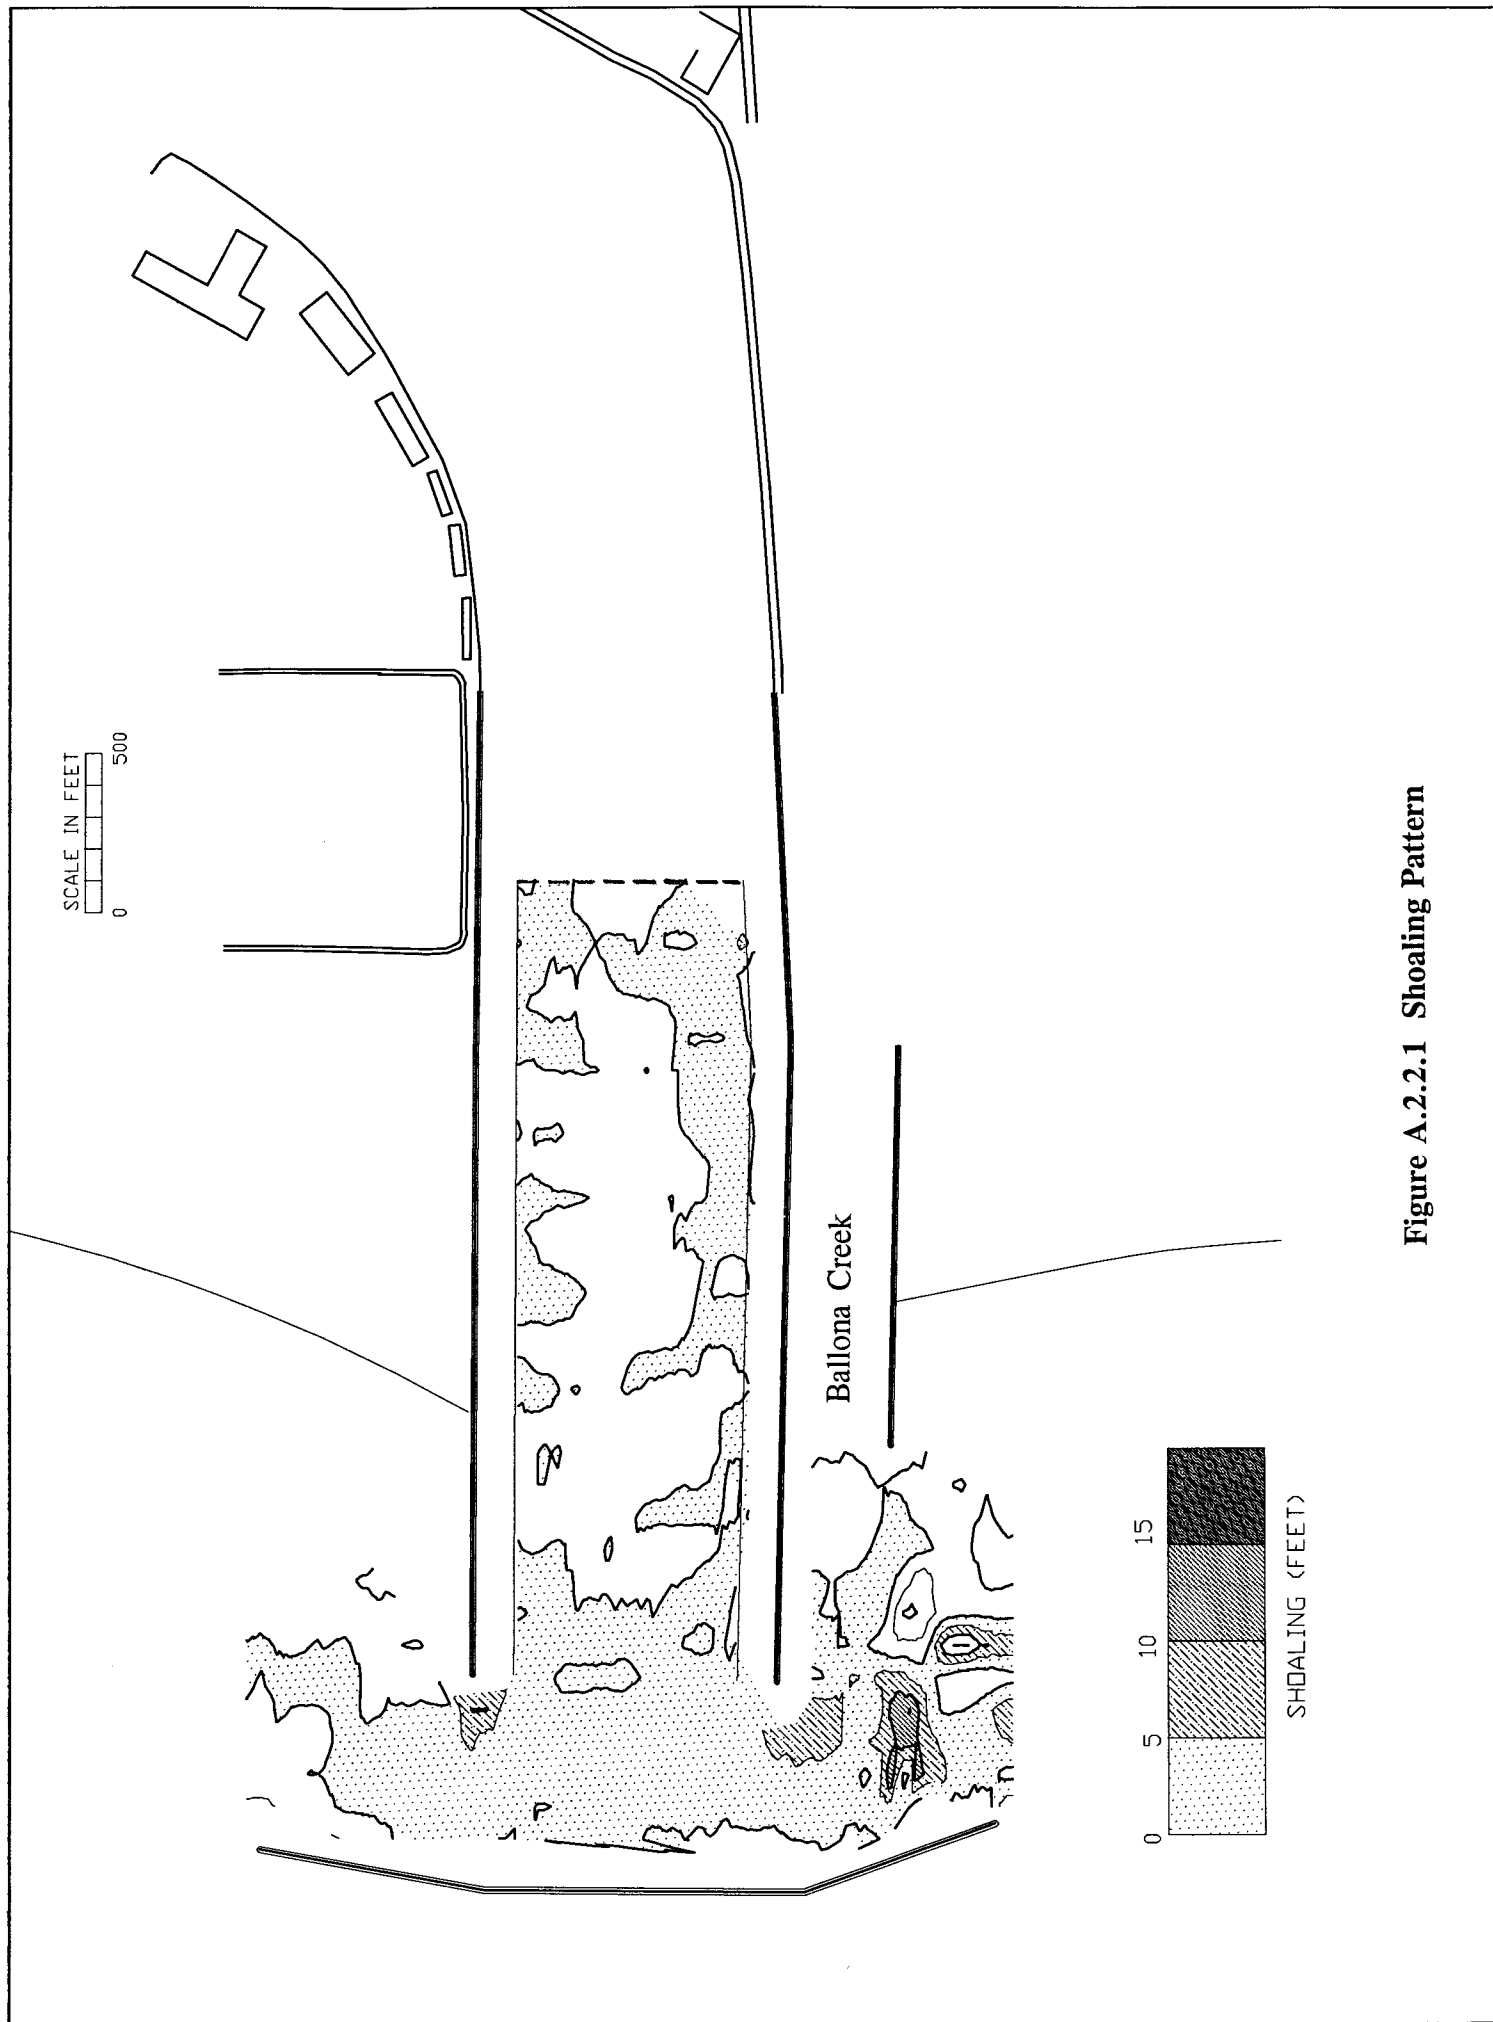 SCALE IN FEET
0 500
Ballona Creek
0 5 10 15
SHOALING (FEET)
Figure A.2.2.1 Shoaling Pattern